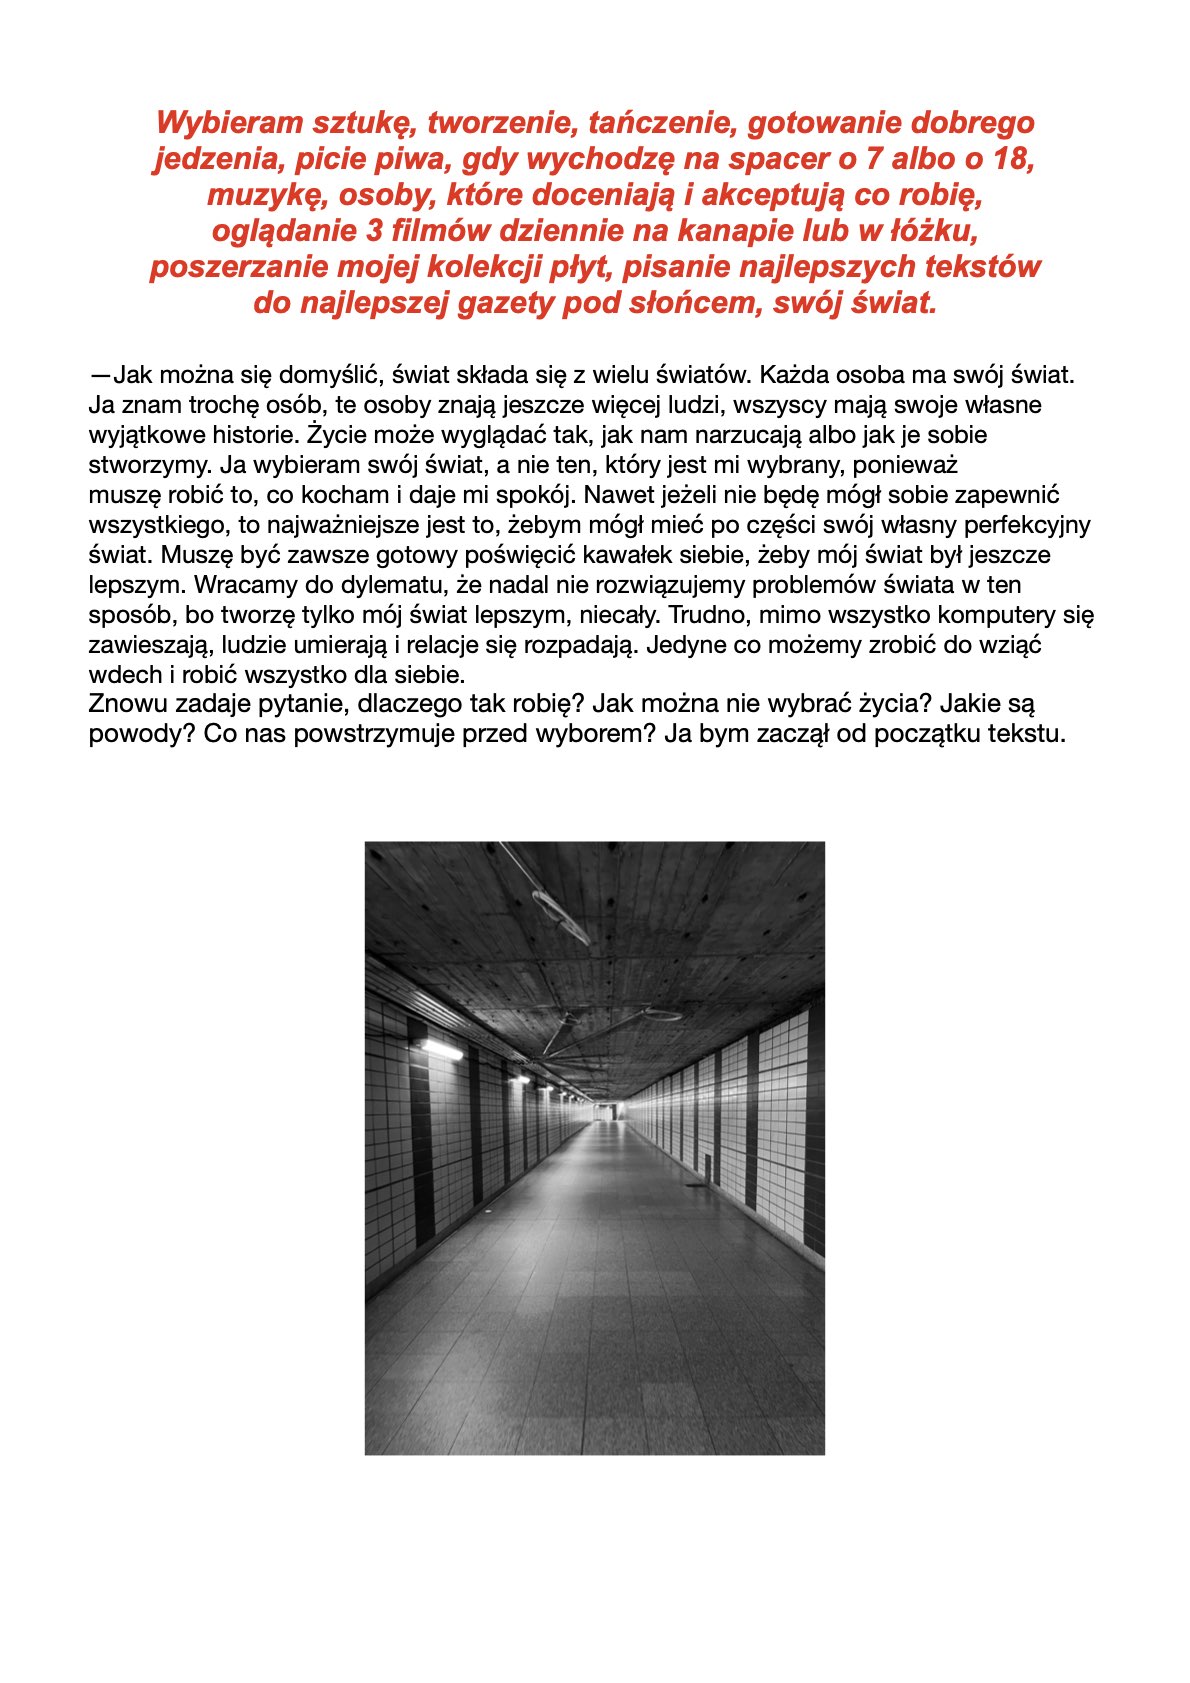 Wybieram sztukę, tworzenie, tańczenie, gotowanie dobrego
jedzenia, picie piwa, gdy wychodzę na spacer o 7 albo o 18,
muzykę, osoby, które doceniają i akceptują co robię,
oglądanie 3 filmów dziennie na kanapie lub w łóżku,
poszerzanie mojej kolekcji płyt, pisanie najlepszych tekstów
do najlepszej gazety pod słońcem, swój świat.
—Jak można się domyślić, świat składa się z wielu światów. Każda osoba ma swój świat.
Ja znam trochę osób, te osoby znają jeszcze więcej ludzi, wszyscy mają swoje własne
wyjątkowe historie. Życie może wyglądać tak, jak nam narzucają albo jak je sobie
stworzymy. Ja wybieram swój świat, a nie ten, który jest mi wybrany, ponieważ
muszę robić to, co kocham i daje mi spokój. Nawet jeżeli nie będę mógł sobie zapewnić
wszystkiego, to najważniejsze jest to, żebym mógł mieć po części swój własny perfekcyjny
świat. Muszę być zawsze gotowy poświęcić kawałek siebie, żeby mój świat był jeszcze
lepszym. Wracamy do dylematu, że nadal nie rozwiązujemy problemów świata w ten
sposób, bo tworzę tylko mój świat lepszym, niecały. Trudno, mimo wszystko komputery się
zawieszają, ludzie umierają i relacje się rozpadają. Jedyne co możemy zrobić do wziąć
wdech i robić wszystko dla siebie.
Znowu zadaje pytanie, dlaczego tak robię? Jak można nie wybrać życia? Jakie są
powody? Co nas powstrzymuje przed wyborem? Ja bym zaczął od początku tekstu.